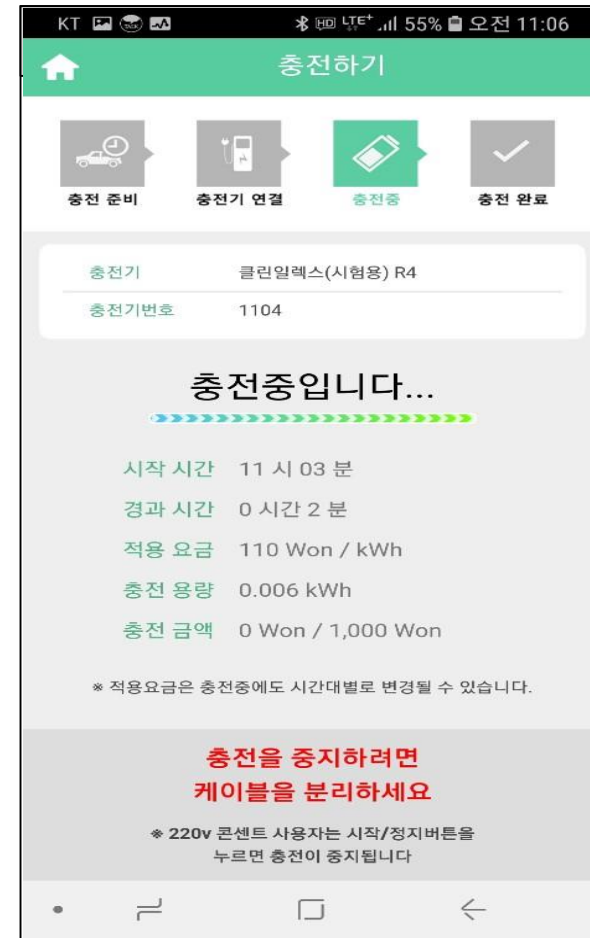 KT HD LTE+ 55% 오전 11:06
충전하기
충전 준비 충전기 연결 충전중 충전 완료
충전기 클린일렉스(시험용) R4
충전기번호 1104
충전중입니다...
시작 시간 11 시 03 분
경과 시간 0 시간 2 분
적용 요금 110 Won / kWh
충전 용량 0.006 kWh
충전 금액 0 Won / 1,000 Won
※ 적용요금은 충전중에도 시간대별로 변경될 수 있습니다.
충전을 중지하려면
케이블을 분리하세요
※ 220v 콘센트 사용자는 시작/정지버튼을
누르면 충전이 중지됩니다